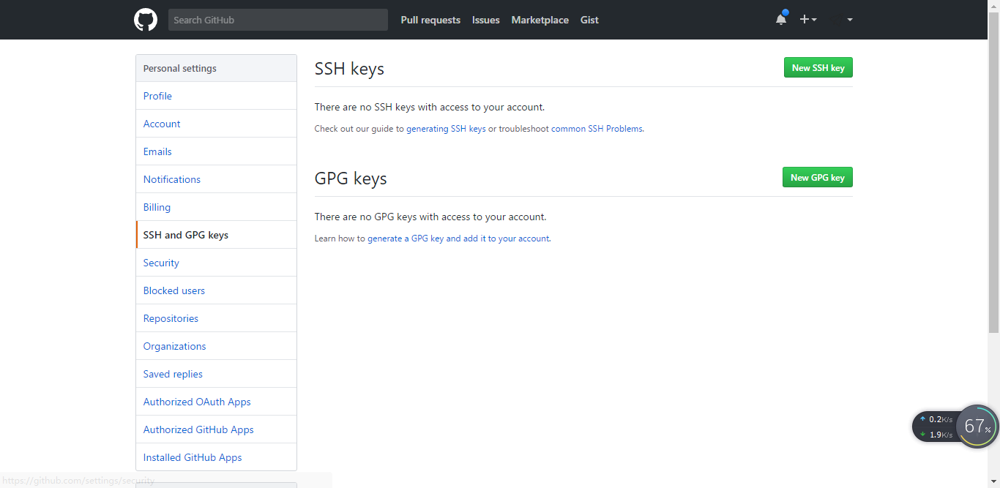 Search GitHub
Pull requests
Issues
Marketplace
Gist
Personal settings
Profile
Account
Emails
Notifications
Billing
SSH and GPG keys
Security
Blocked users
Repositories
Organizations
Saved replies
Authorized OAuth Apps
Authorized GitHub Apps
Installed GitHub Apps
SSH keys
New SSH key
There are no SSH keys with access to your account.
Check out our guide to generating SSH keys or troubleshoot common SSH Problems.
GPG keys
New GPG key
There are no GPG keys with access to your account.
Learn how to generate a GPG key and add it to your account.
0.2K/s
1.9K/s
67%
https://github.com/settings/security